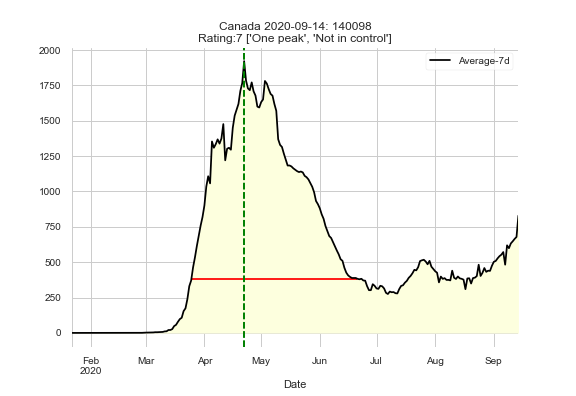 Canada 2020-09-14: 140098
Rating:7 ['One peak', 'Not in control']
Average-7d
2000
1750
1500
1250
1000
750
500
250
0
Feb Mar Apr May Jun Jul Aug Sep
2020
Date